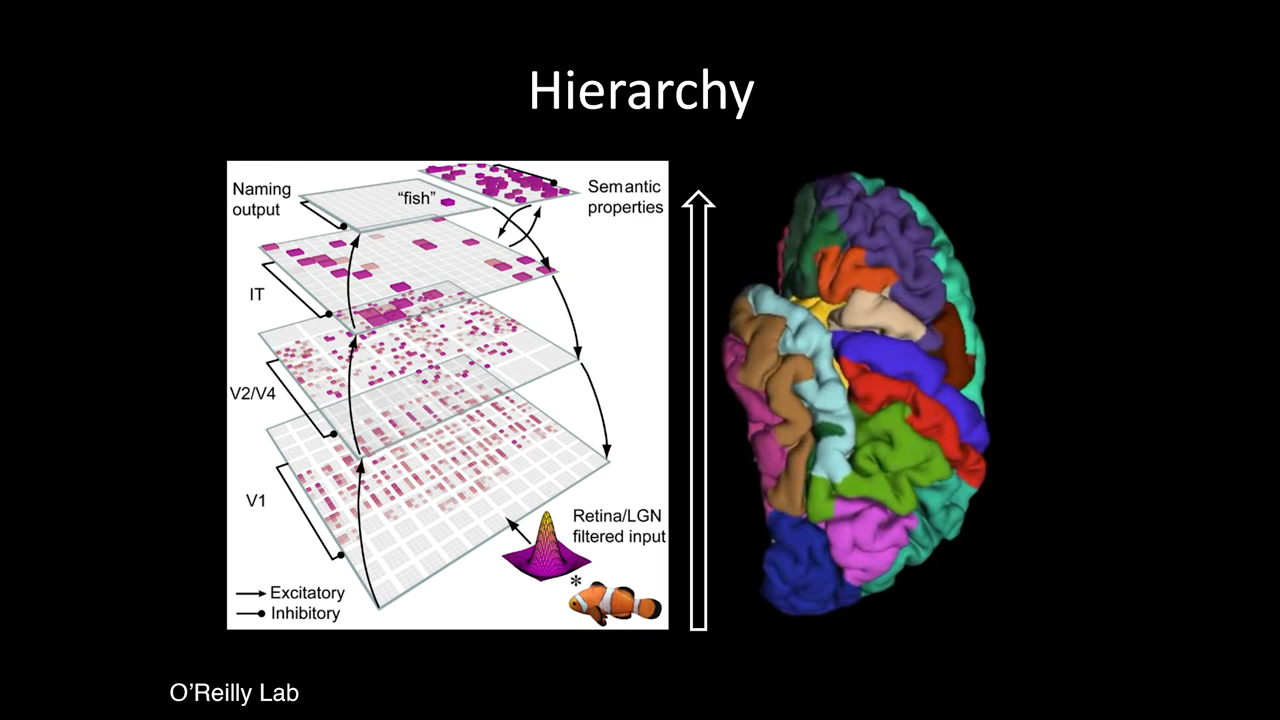 Hierarchy
Naming
output
"fish"
Semantic
properties
IT
V2/V4
V1
Retina/LGN
filtered input
*
Excitatory
Inhibitory
O'Reilly Lab